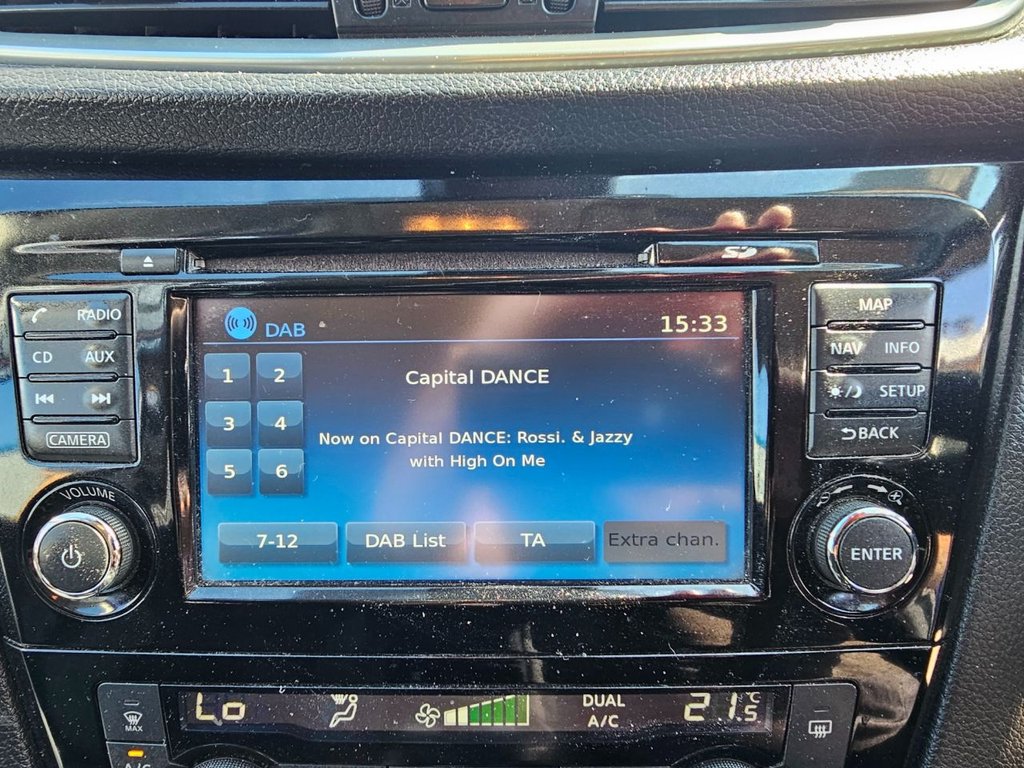 SD
RADIO
CD AUX
CAMERA
VOLUME
DAB 15:33
1 2
3 4
5 6
Capital DANCE
Now on Capital DANCE: Rossi. & Jazzy
with High On Me
7-12 DAB List TA Extra chan.
MAP
NAV INFO
SETUP
BACK
ENTER
MAX
A/C
Lo
DUAL
A/C
21.5°C